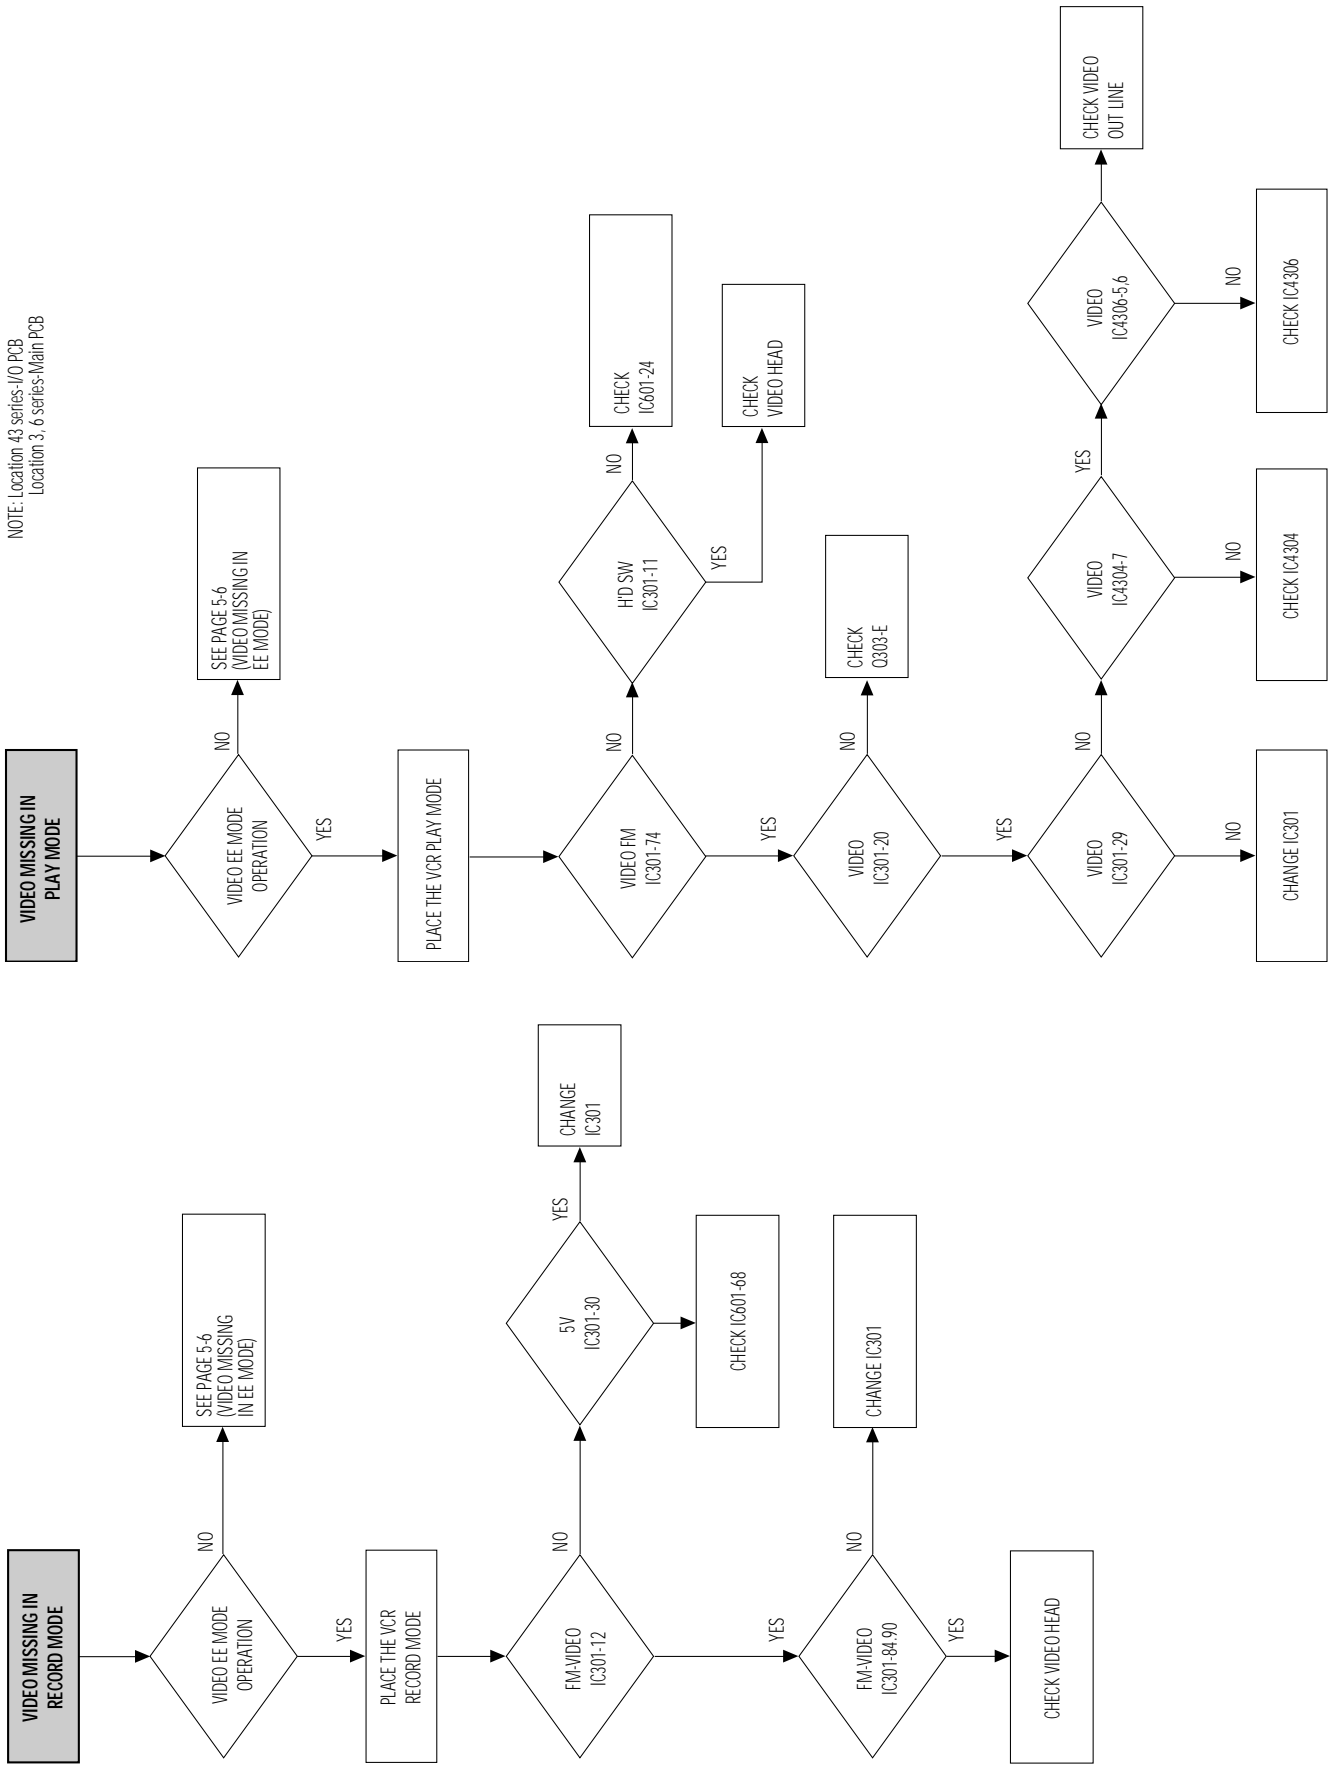 NOTE: Location 43 series-I/O PCB
Location 3, 6 series-Main PCB
VIDEO MISSING IN
RECORD MODE
VIDEO EE MODE
OPERATION
NO
SEE PAGE 5-6
(VIDEO MISSING
IN EE MODE)
YES
PLACE THE VCR
RECORD MODE
FM-VIDEO
IC301-12
NO
5V
IC301-30
YES
CHANGE
IC301
CHECK IC601-68
YES
FM-VIDEO
IC301-84.90
NO
CHANGE IC301
YES
CHECK VIDEO HEAD
VIDEO MISSING IN
PLAY MODE
VIDEO EE MODE
OPERATION
NO
SEE PAGE 5-6
(VIDEO MISSING IN
EE MODE)
YES
PLACE THE VCR PLAY MODE
VIDEO FM
IC301-74
NO
H'D SW
IC301-11
NO
CHECK
IC601-24
YES
CHECK
VIDEO HEAD
YES
VIDEO
IC301-20
NO
CHECK
Q303-E
YES
VIDEO
IC301-29
NO
VIDEO
IC4304-7
YES
VIDEO
IC4306-5,6
CHECK VIDEO
OUT LINE
NO
CHANGE IC301
NO
CHECK IC4304
NO
CHECK IC4306